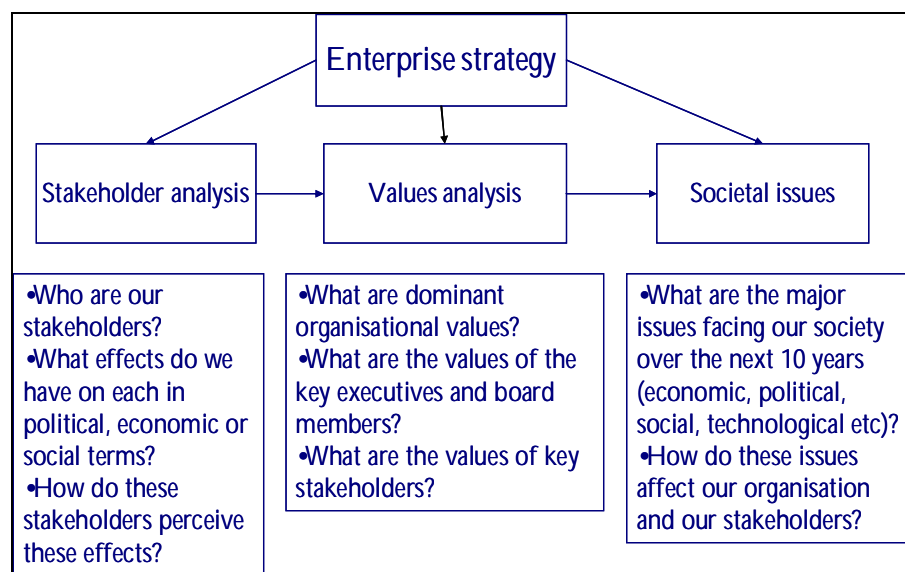 Enterprise strategy
Stakeholder analysis
Values analysis
Societal issues
•Who are our
stakeholders?
•What effects do we
have on each in
political, economic or
social terms?
•How do these
stakeholders perceive
these effects?
•What are dominant
organisational values?
•What are the values of the
key executives and board
members?
•What are the values of key
stakeholders?
•What are the major
issues facing our society
over the next 10 years
(economic, political,
social, technological etc)?
•How do these issues
affect our organisation
and our stakeholders?